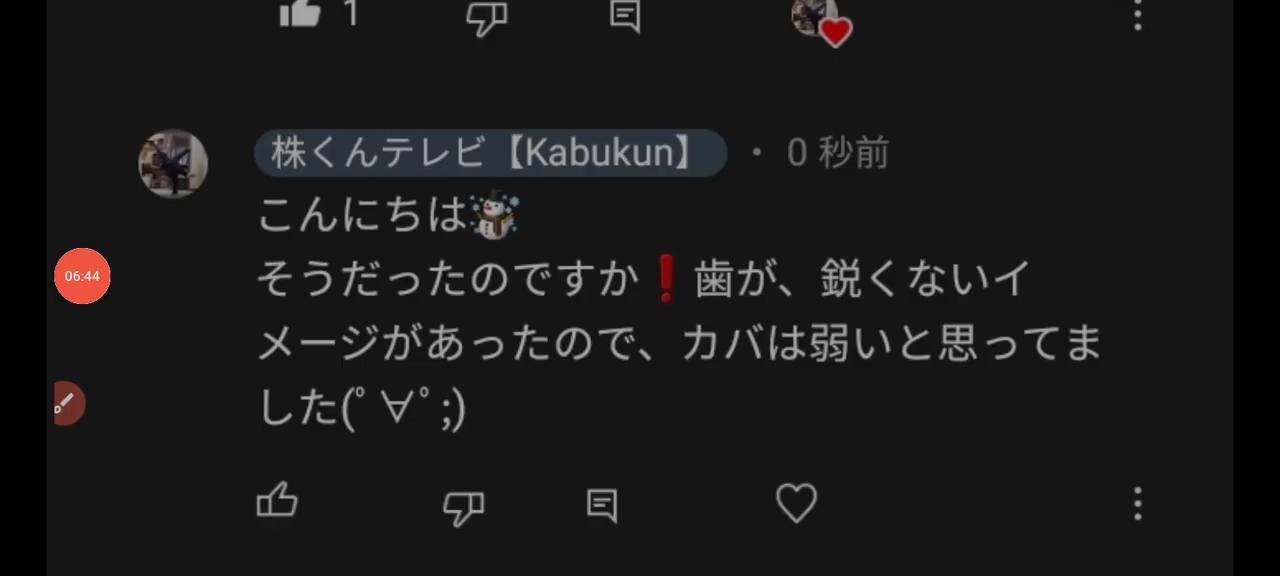 1
株くんテレビ【Kabukun】 ・ 0 秒前
こんにちは☃️
06:44
そうだったのですか❗歯が、鋭くないイ
メージがあったので、カバは弱いと思ってま
した(ﾟ∀ﾟ;)